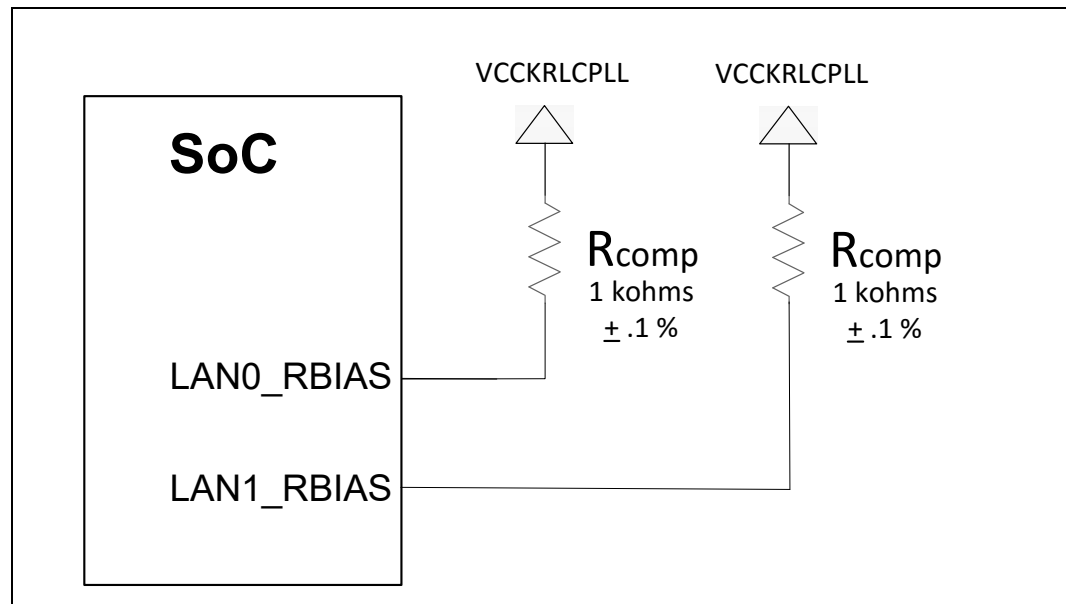 VCCKRLCPLL
VCCKRLCPLL
SoC
Rcomp
1 kohms
± .1 %
Rcomp
1 kohms
± .1 %
LAN0_RBIAS
LAN1_RBIAS